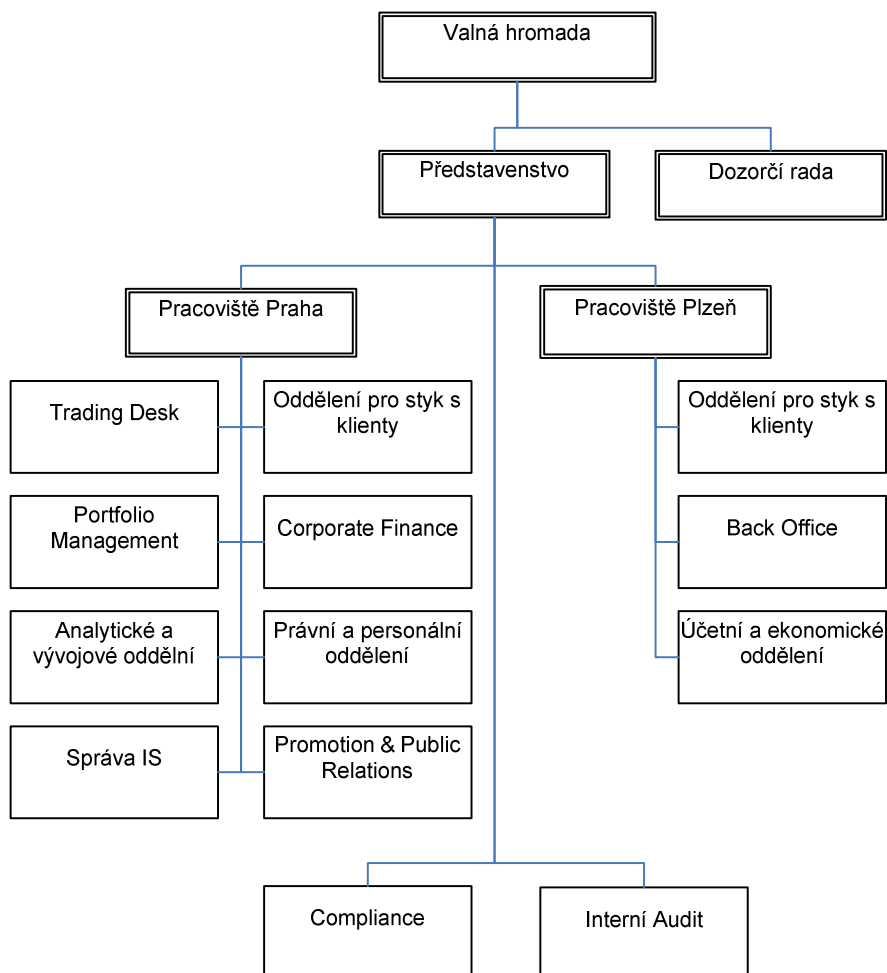 Valná hromada
Představenstvo
Dozorčí rada
Pracoviště Praha
Pracoviště Plzeň
Trading Desk
Oddělení pro styk s
klienty
Oddělení pro styk s
klienty
Portfolio
Management
Corporate Finance
Back Office
Analytické a
vývojové oddělní
Právní a personální
oddělení
Účetní a ekonomické
oddělení
Správa IS
Promotion & Public
Relations
Compliance
Interní Audit